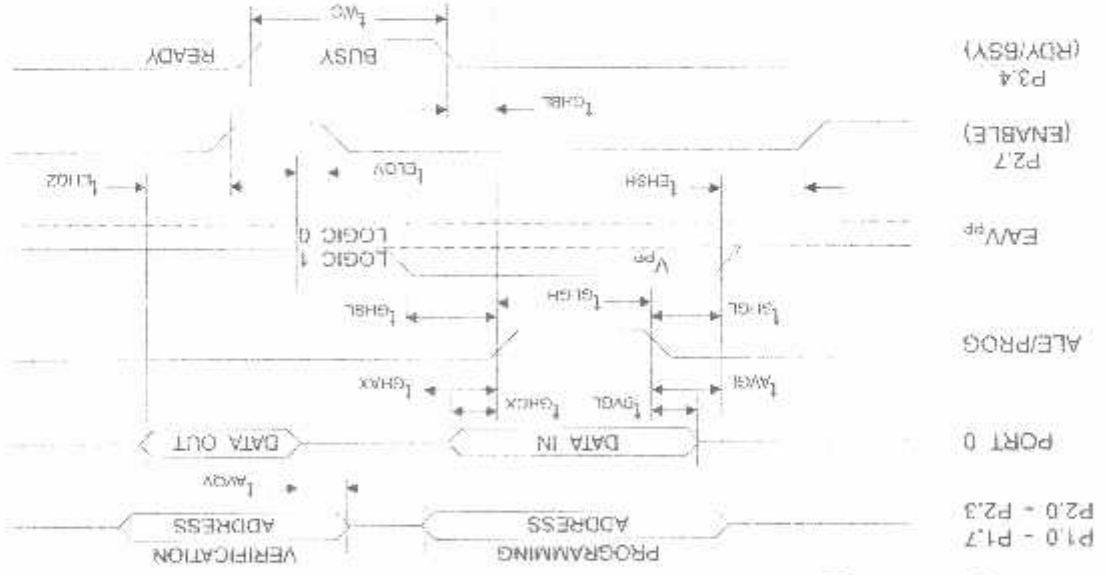 PROGRAMMING
VERIFICATION
P1.0 - P1.7
P2.0 - P2.3
ADDRESS
ADDRESS
tAVQV
PORT 0
DATA IN
DATA OUT
tAVGL
tDVGL
tGHAX
ALE/PROG
tGLGH
tGHSL
VPP
LOGIC 1
LOGIC 0
EA/VPP
tEHSH
tELQV
tEHQZ
P2.7
(ENABLE)
tGHBL
P3.4
(RDY/BSY)
BUSY
READY
tWC